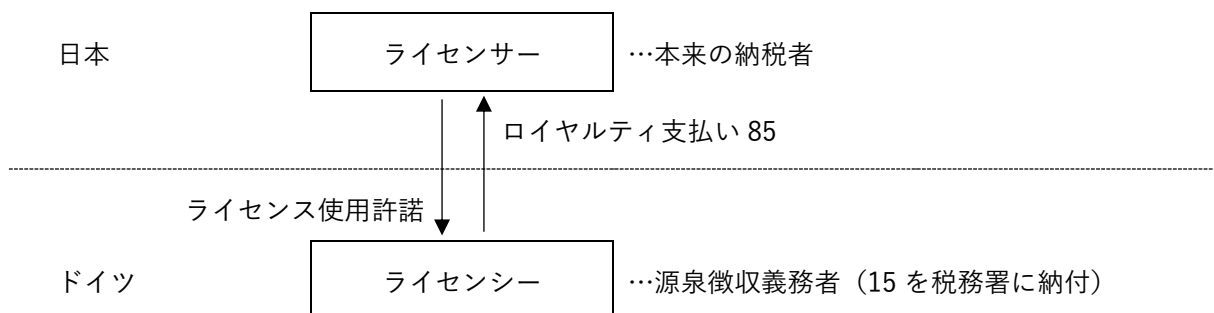 日本 ライセンサー …本来の納税者
ロイヤルティ支払い 85
ライセンス使用許諾
ドイツ ライセンシー …源泉徴収義務者（15 を税務署に納付）